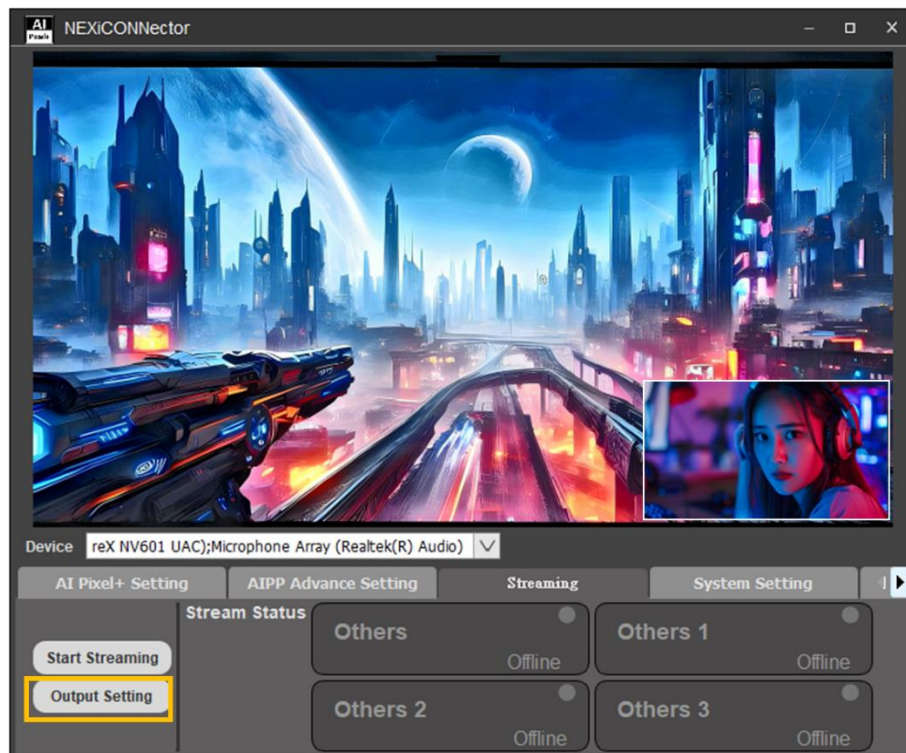 AI
Pixels
NEXiCONNector
Device reX NV601 UAC);Microphone Array (Realtek(R) Audio)
AI Pixel+ Setting AIPP Advance Setting Streaming System Setting
Stream Status
Start Streaming
Output Setting
Others
Offline
Others 1
Offline
Others 2
Offline
Others 3
Offline